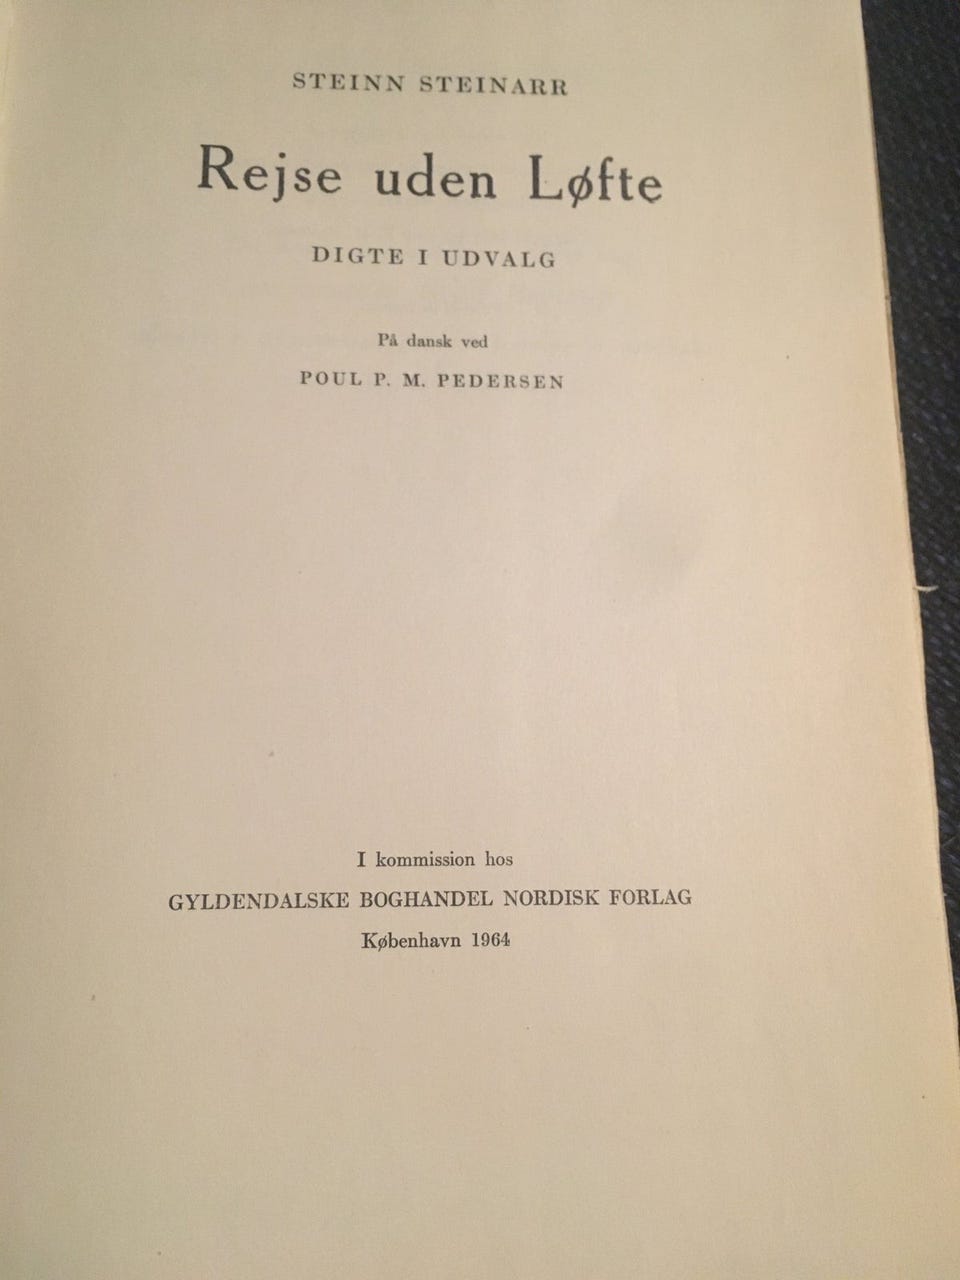 STEINN STEINARR
Rejse uden Løfte
DIGTE I UDVALG
På dansk ved
POUL P. M. PEDERSEN
I kommission hos
GYLDENDALSKE BOGHANDEL NORDISK FORLAG
København 1964